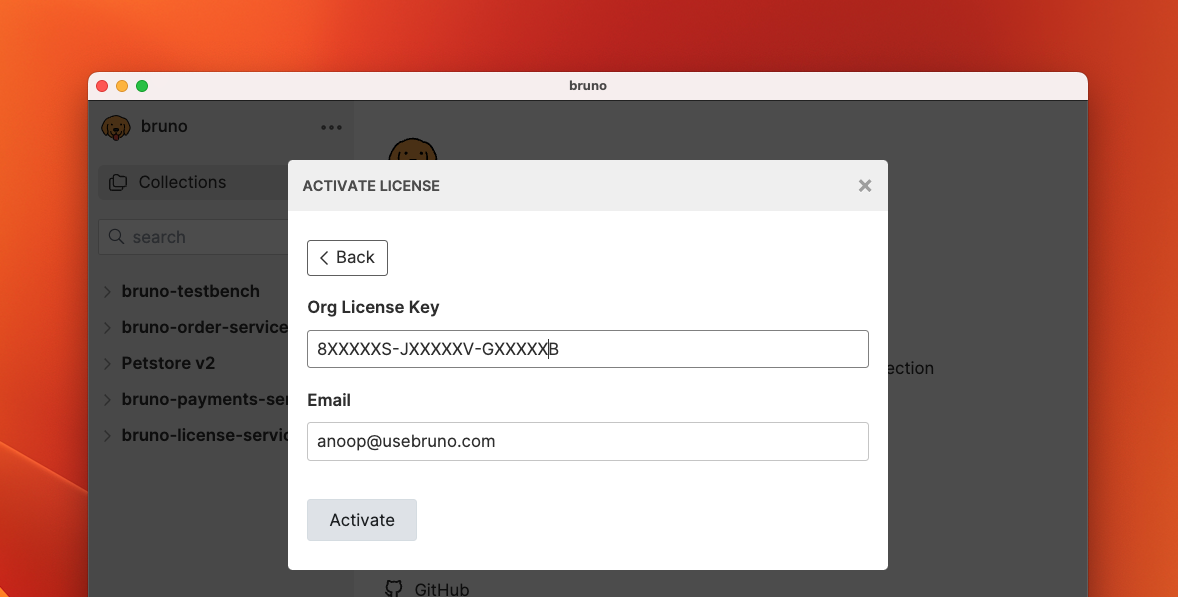 bruno
bruno
Collections
search
bruno-testbench
bruno-order-service
Petstore v2
bruno-payments-ser
bruno-license-servic
ACTIVATE LICENSE
Back
Org License Key
8XXXXXS-JXXXXXV-GXXXXXB
Email
anoop@usebruno.com
Activate
ection
GitHub